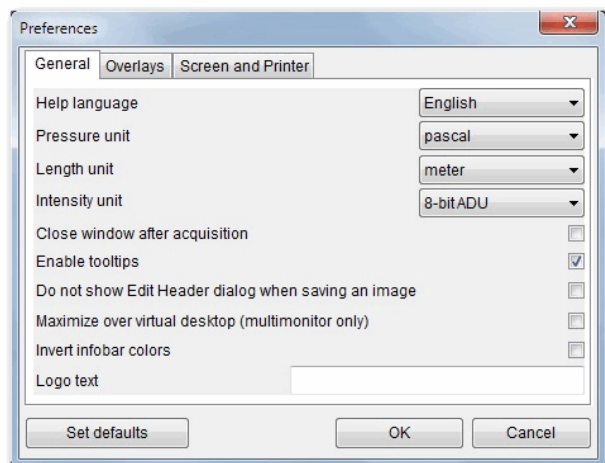 Preferences
General Overlays Screen and Printer
Help language English
Pressure unit pascal
Length unit meter
Intensity unit 8-bit ADU
Close window after acquisition
Enable tooltips
Do not show Edit Header dialog when saving an image
Maximize over virtual desktop (multimonitor only)
Invert infobar colors
Logo text
Set defaults OK Cancel